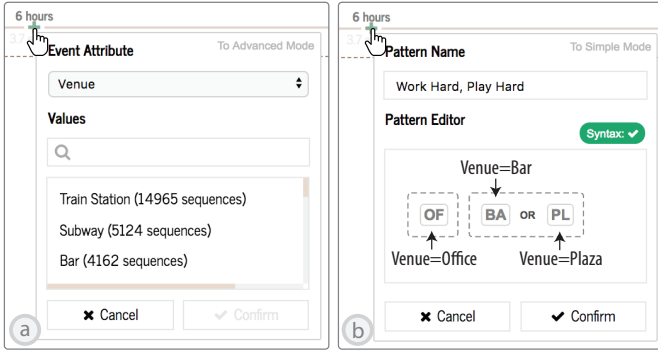 6 hours
3.7
Event Attribute
To Advanced Mode
Venue
Values
Train Station (14965 sequences)
Subway (5124 sequences)
Bar (4162 sequences)
✖ Cancel
✔ Confirm
a
6 hours
Pattern Name
To Simple Mode
Work Hard, Play Hard
Pattern Editor
Syntax: ✔
Venue=Bar
OF
BA OR PL
Venue=Office
Venue=Plaza
✖ Cancel
✔ Confirm
b